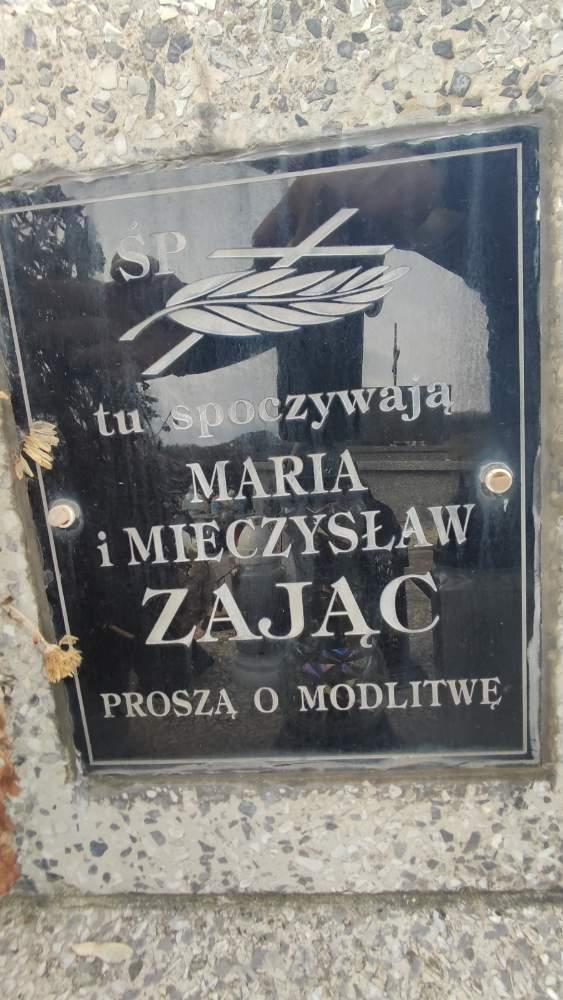 ŚP
tu spoczywają
MARIA
i MIECZYSŁAW
ZAJĄC
PROSZĄ O MODLITWĘ